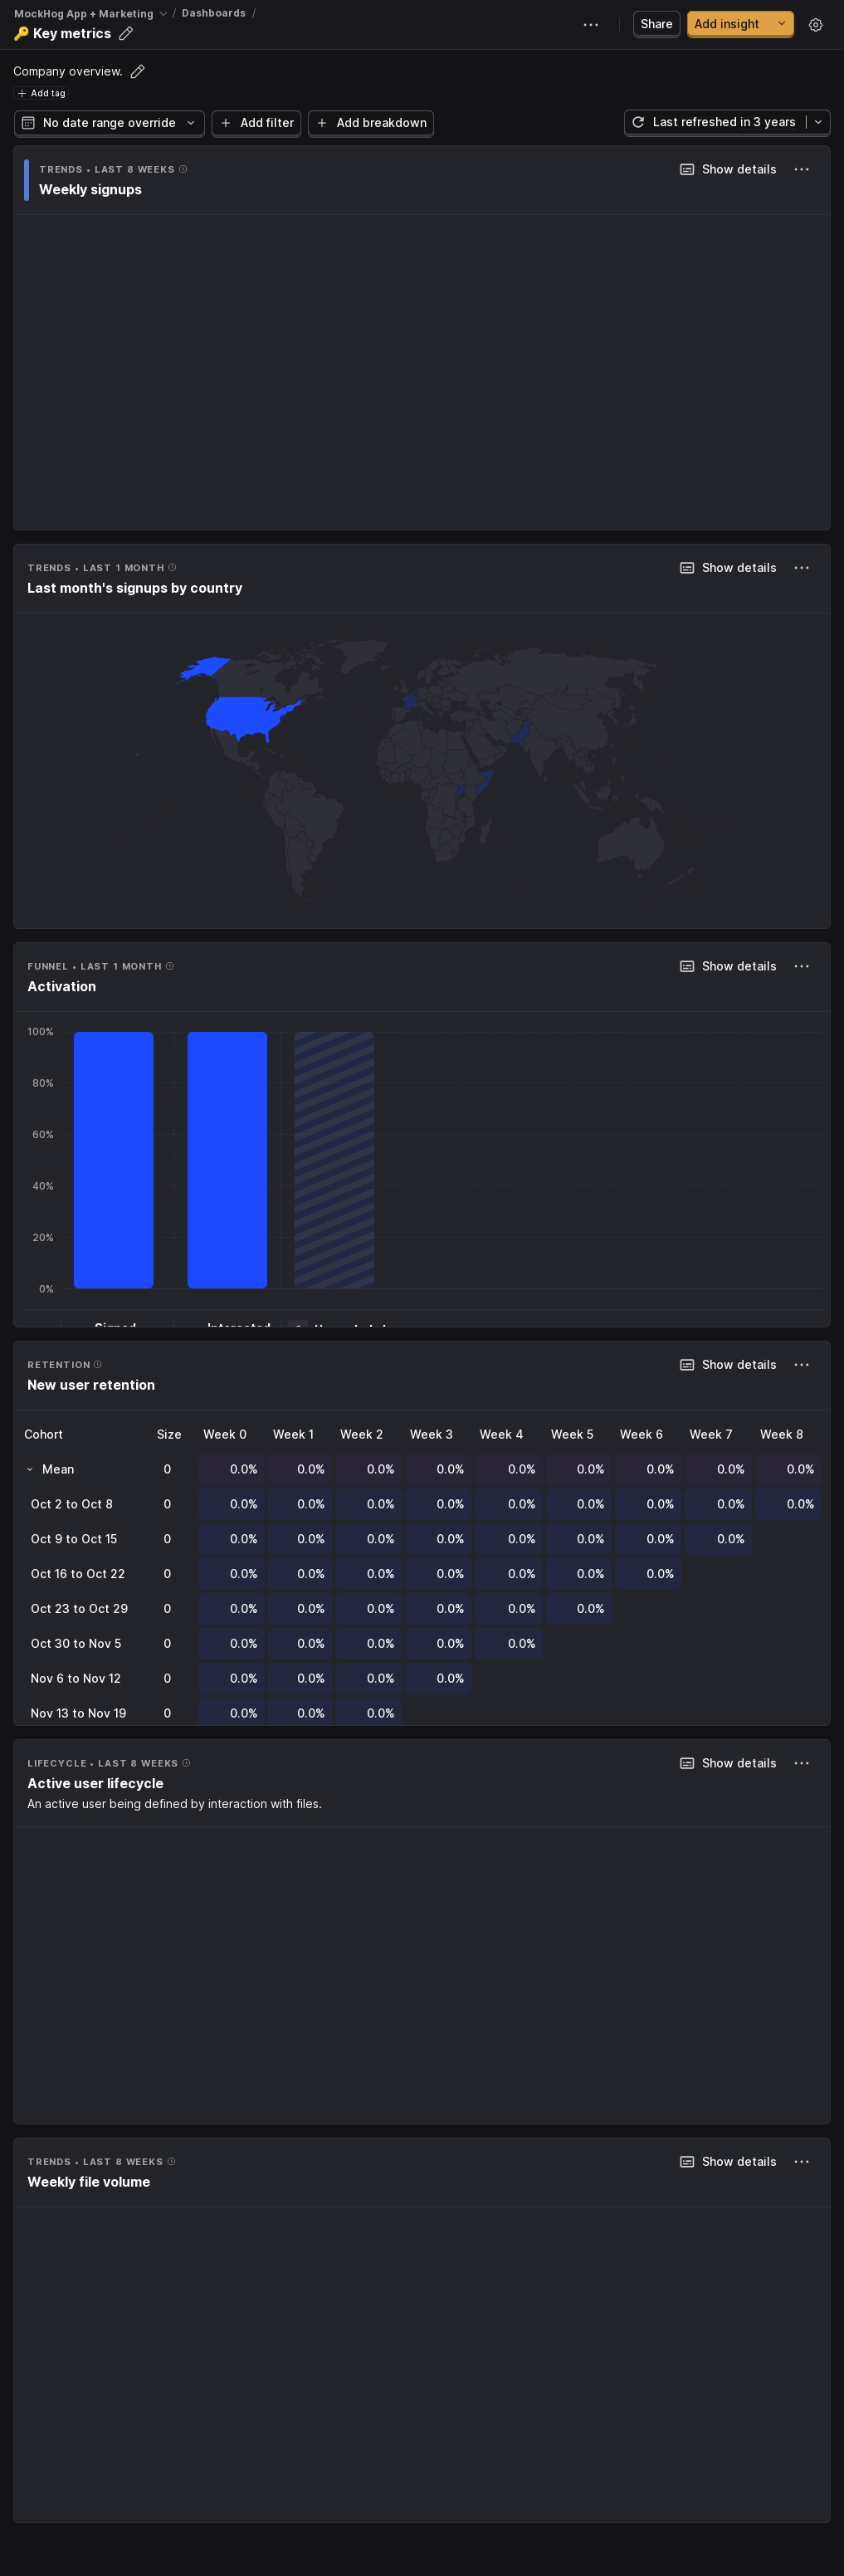 MockHog App + Marketing / Dashboards /
🔑 Key metrics
Share
Add insight
Company overview.
Add tag
No date range override
Add filter
Add breakdown
Last refreshed in 3 years
TRENDS • LAST 8 WEEKS
Show details
Weekly signups
TRENDS • LAST 1 MONTH
Show details
Last month's signups by country
FUNNEL • LAST 1 MONTH
Show details
Activation
100%
80%
60%
40%
20%
0%
RETENTION
Show details
New user retention
Cohort Size Week 0 Week 1 Week 2 Week 3 Week 4 Week 5 Week 6 Week 7 Week 8
Mean 0 0.0% 0.0% 0.0% 0.0% 0.0% 0.0% 0.0% 0.0% 0.0%
Oct 2 to Oct 8 0 0.0% 0.0% 0.0% 0.0% 0.0% 0.0% 0.0% 0.0% 0.0%
Oct 9 to Oct 15 0 0.0% 0.0% 0.0% 0.0% 0.0% 0.0% 0.0% 0.0%
Oct 16 to Oct 22 0 0.0% 0.0% 0.0% 0.0% 0.0% 0.0% 0.0%
Oct 23 to Oct 29 0 0.0% 0.0% 0.0% 0.0% 0.0% 0.0%
Oct 30 to Nov 5 0 0.0% 0.0% 0.0% 0.0% 0.0%
Nov 6 to Nov 12 0 0.0% 0.0% 0.0% 0.0%
Nov 13 to Nov 19 0 0.0% 0.0% 0.0%
LIFECYCLE • LAST 8 WEEKS
Show details
Active user lifecycle
An active user being defined by interaction with files.
TRENDS • LAST 8 WEEKS
Show details
Weekly file volume